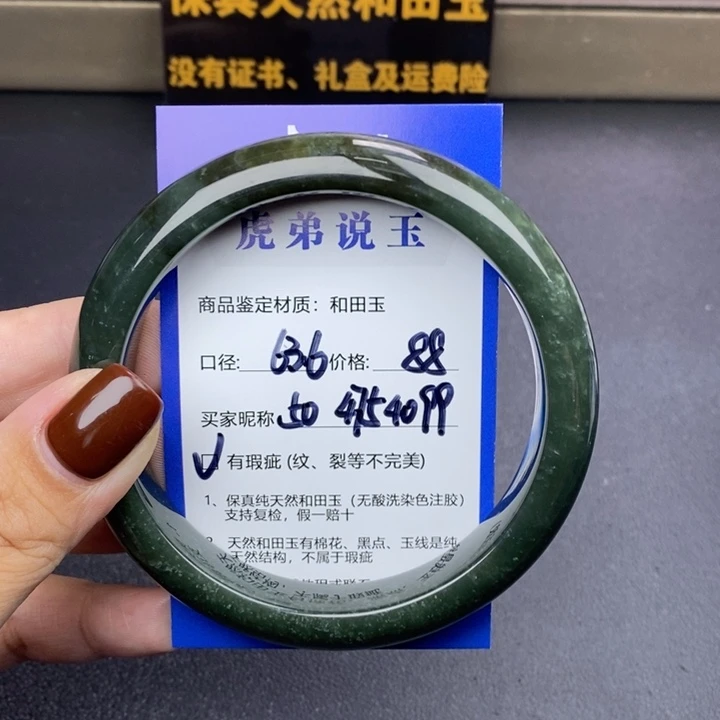 保真天然和田玉
没有证书、礼盒及运费险
虎弟说玉
商品鉴定材质：和田玉
口径: 63.6 价格: 88
买家昵称 50 4754099
有瑕疵 (纹、裂等不完美)
1、保真纯天然和田玉（无酸洗染色注胶）
支持复检，假一赔十
天然和田玉有棉花、黑点、玉线是纯
天然结构，不属于瑕疵